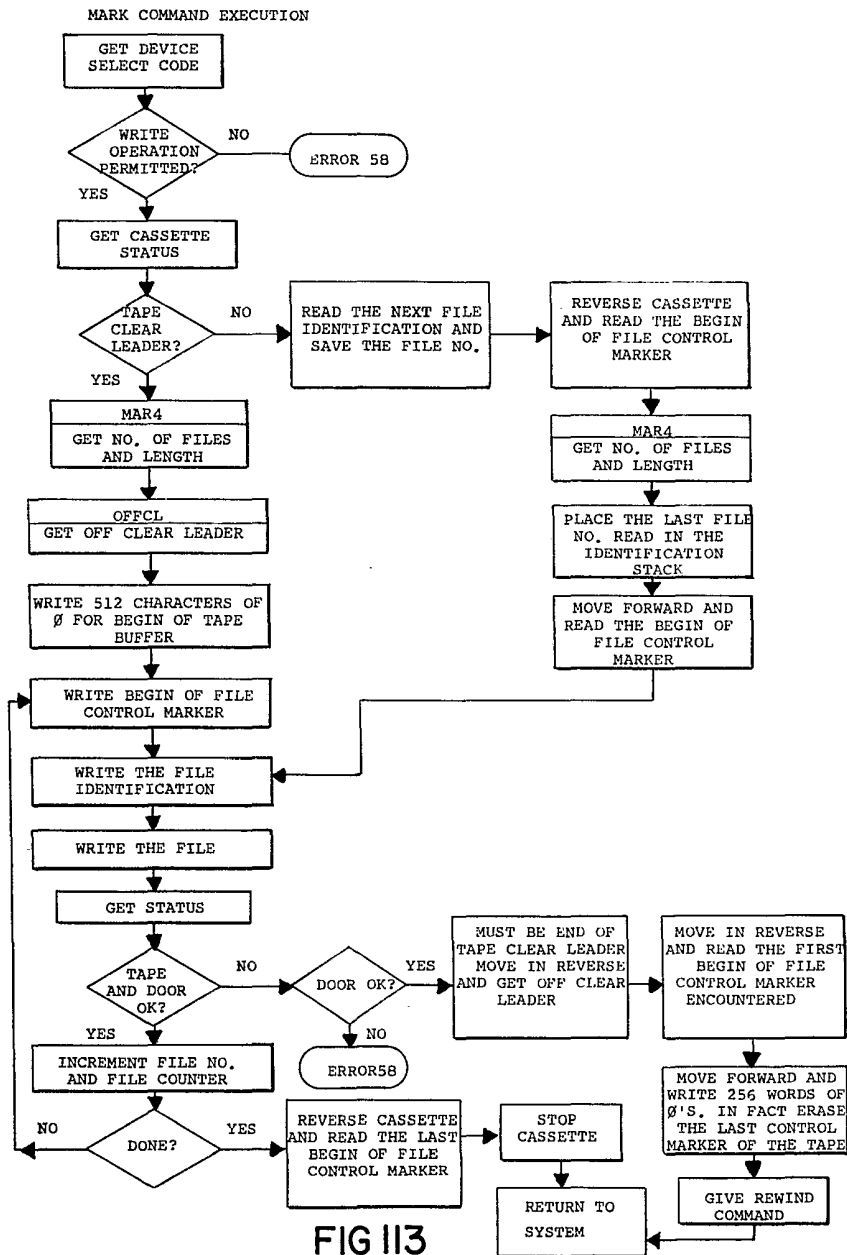 MARK COMMAND EXECUTION
GET DEVICE
SELECT CODE
WRITE
OPERATION
PERMITTED?
NO
ERROR 58
YES
GET CASSETTE
STATUS
TAPE
CLEAR
LEADER?
NO
READ THE NEXT FILE
IDENTIFICATION AND
SAVE THE FILE NO.
REVERSE CASSETTE
AND READ THE BEGIN
OF FILE CONTROL
MARKER
YES
MAR4
GET NO. OF FILES
AND LENGTH
MAR4
GET NO. OF FILES
AND LENGTH
OFFCL
GET OFF CLEAR LEADER
PLACE THE LAST FILE
NO. READ IN THE
IDENTIFICATION
STACK
WRITE 512 CHARACTERS OF
Ø FOR BEGIN OF TAPE
BUFFER
MOVE FORWARD AND
READ THE BEGIN OF
FILE CONTROL
MARKER
WRITE BEGIN OF FILE
CONTROL MARKER
WRITE THE FILE
IDENTIFICATION
WRITE THE FILE
GET STATUS
TAPE
AND DOOR
OK?
NO
DOOR OK?
YES
MUST BE END OF
TAPE CLEAR LEADER
MOVE IN REVERSE
AND GET OFF CLEAR
LEADER
MOVE IN REVERSE
AND READ THE FIRST
BEGIN OF FILE
CONTROL MARKER
ENCOUNTERED
YES
NO
ERROR58
INCREMENT FILE NO.
AND FILE COUNTER
MOVE FORWARD AND
WRITE 256 WORDS OF
Ø'S. IN FACT ERASE
THE LAST CONTROL
MARKER OF THE TAPE
NO
DONE?
YES
REVERSE CASSETTE
AND READ THE LAST
BEGIN OF FILE
CONTROL MARKER
STOP
CASSETTE
GIVE REWIND
COMMAND
RETURN TO
SYSTEM
FIG 113